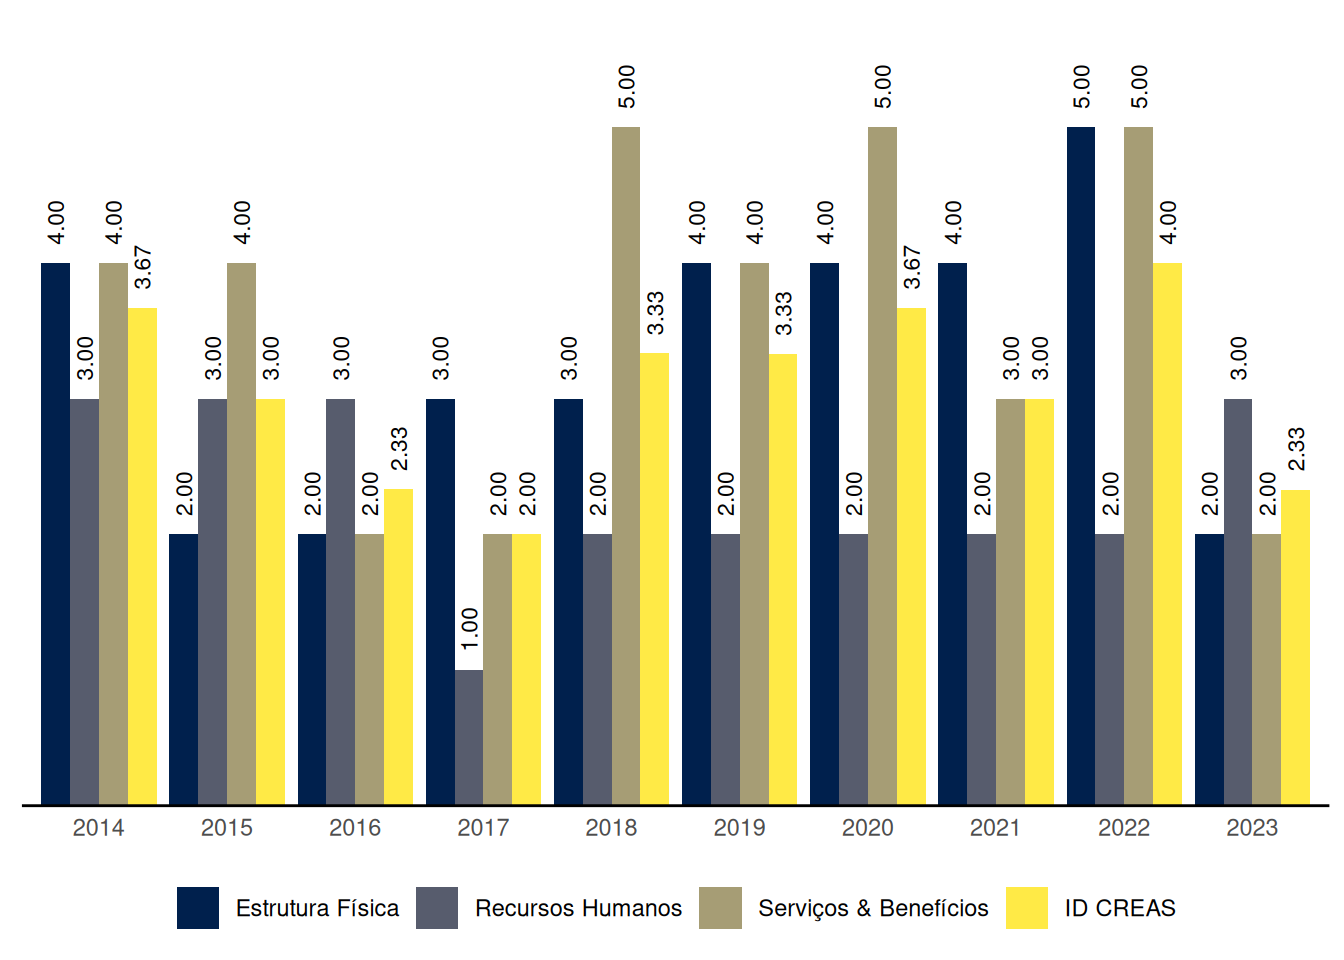 4.00 3.00 4.00 3.67 2.00 3.00 4.00 3.00 2.00 3.00 2.00 2.33 3.00 1.00 2.00 2.00 3.00 2.00 5.00 3.33 4.00 2.00 4.00 3.33 4.00 2.00 5.00 3.67 4.00 2.00 3.00 3.00 5.00 2.00 5.00 4.00 2.00 3.00 2.00 2.33
2014 2015 2016 2017 2018 2019 2020 2021 2022 2023
Estrutura Física Recursos Humanos Serviços & Benefícios ID CREAS